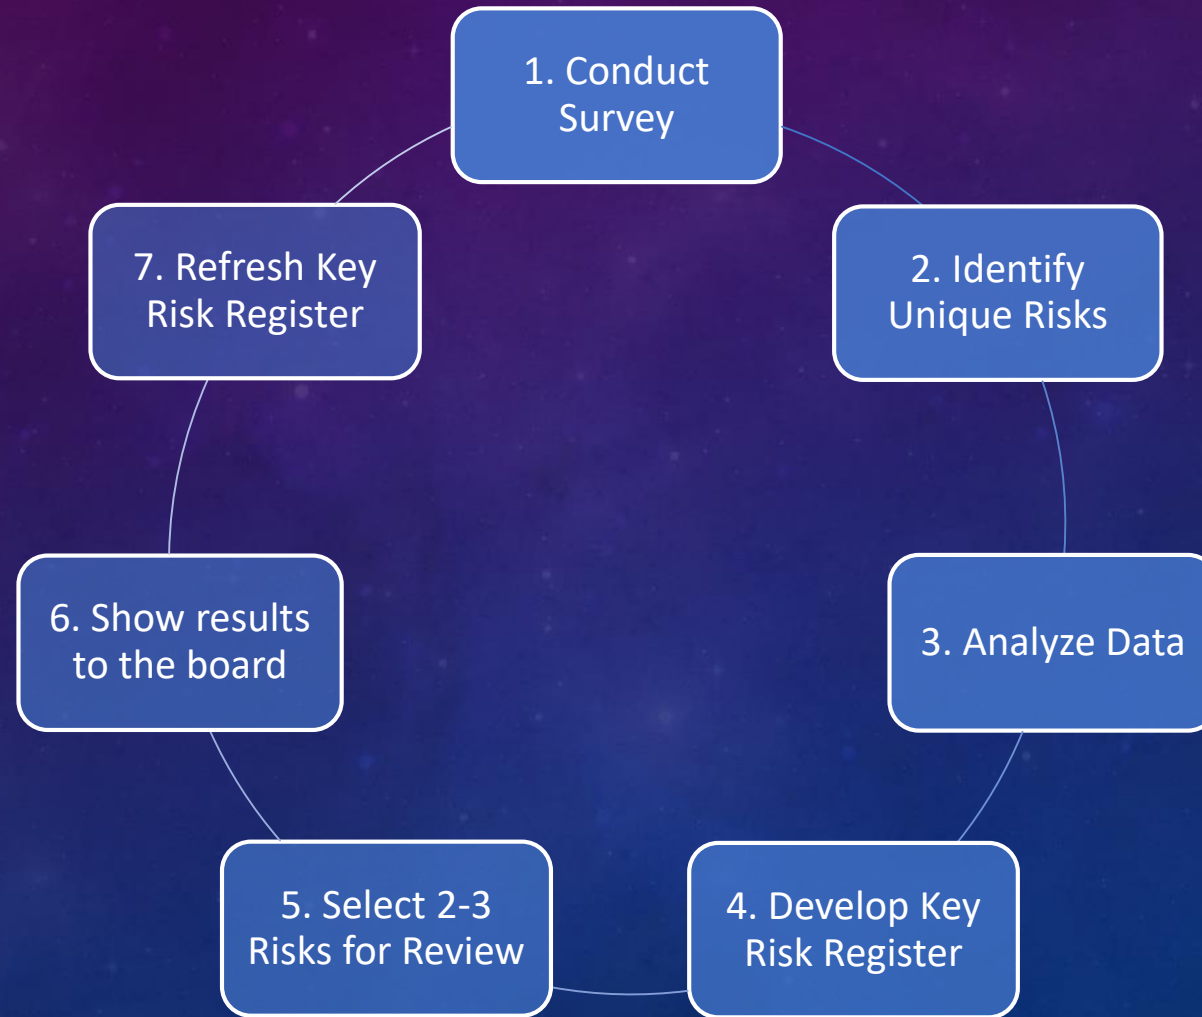 1. Conduct
Survey
2. Identify
Unique Risks
3. Analyze Data
4. Develop Key
Risk Register
5. Select 2-3
Risks for Review
6. Show results
to the board
7. Refresh Key
Risk Register